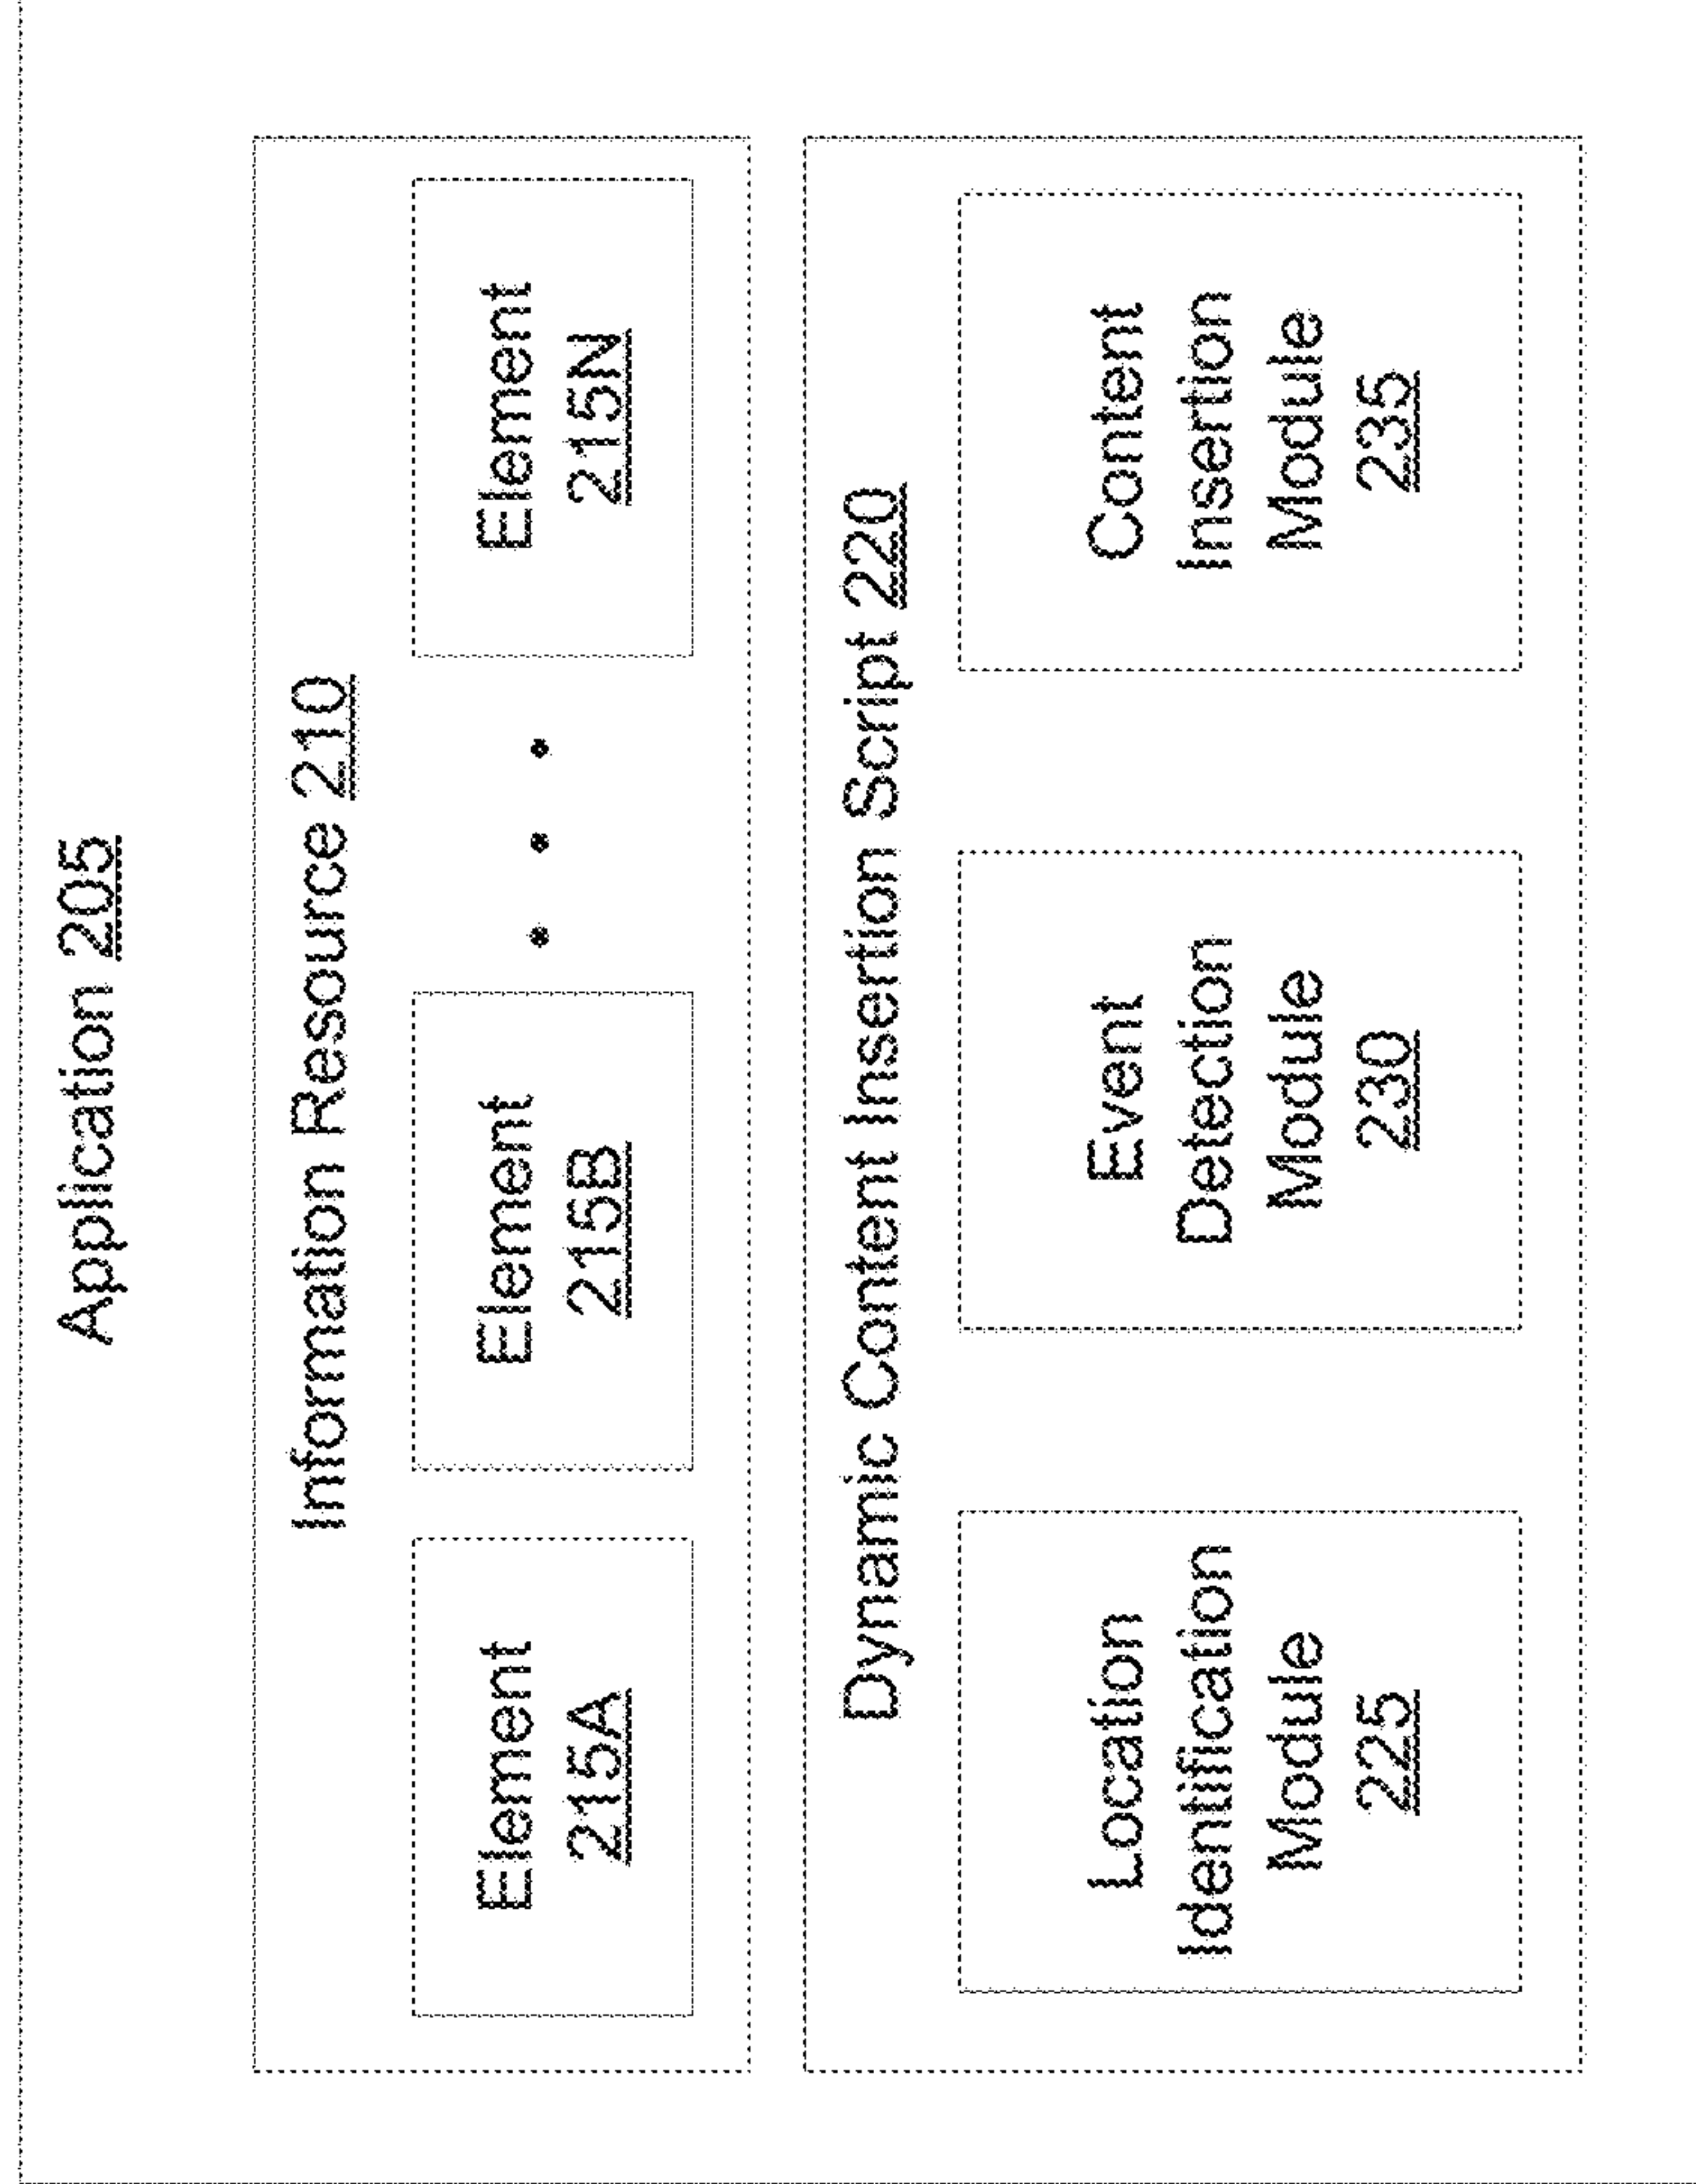 Application 205
Information Resource 210
Element
215A
Element
215B
Element
215N
Dynamic Content Insertion Script 220
Location
Identification
Module
225
Event
Detection
Module
230
Content
Insertion
Module
235